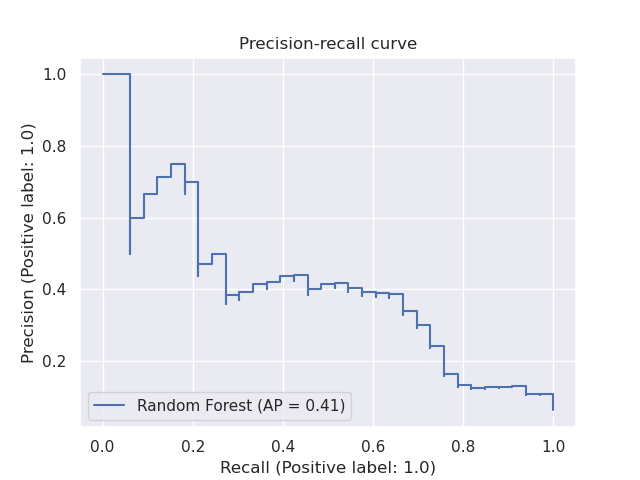 Precision-recall curve
1.0
0.8
0.6
0.4
0.2
Precision (Positive label: 1.0)
Random Forest (AP = 0.41)
0.0 0.2 0.4 0.6 0.8 1.0
Recall (Positive label: 1.0)